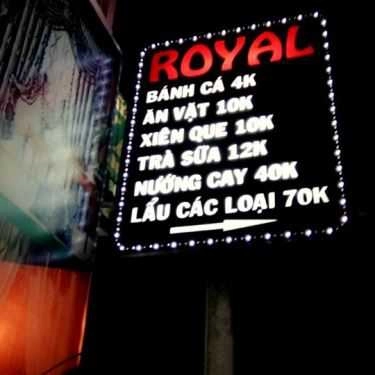 ROYAL
BÁNH CÁ 4K
ĂN VẶT 10K
XIÊN QUE 10K
TRÀ SỮA 12K
NƯỚNG CAY 40K
LẨU CÁC LOẠI 70K